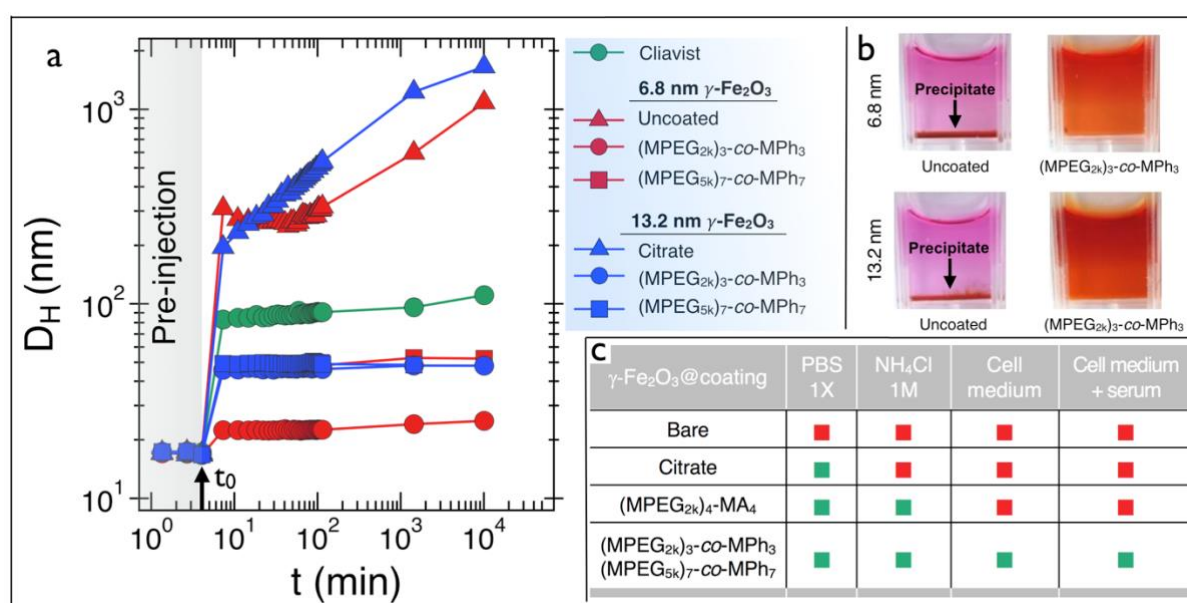 a
D_H (nm)
10³
10²
10¹
Pre-injection
t₀
10⁰ 10¹ 10² 10³ 10⁴
t (min)
Cliavist
6.8 nm γ-Fe₂O₃
Uncoated
(MPEG₂ₖ)₃-co-MPh₃
(MPEG₅ₖ)₇-co-MPh₇
13.2 nm γ-Fe₂O₃
Citrate
(MPEG₂ₖ)₃-co-MPh₃
(MPEG₅ₖ)₇-co-MPh₇
b
6.8 nm
Precipitate
Uncoated
(MPEG₂ₖ)₃-co-MPh₃
13.2 nm
Precipitate
Uncoated
(MPEG₂ₖ)₃-co-MPh₃
C
γ-Fe₂O₃@coating
PBS
1X
NH₄Cl
1M
Cell
medium
Cell medium
+ serum
Bare
Citrate
(MPEG₂ₖ)₄-MA₄
(MPEG₂ₖ)₃-co-MPh₃
(MPEG₅ₖ)₇-co-MPh₇